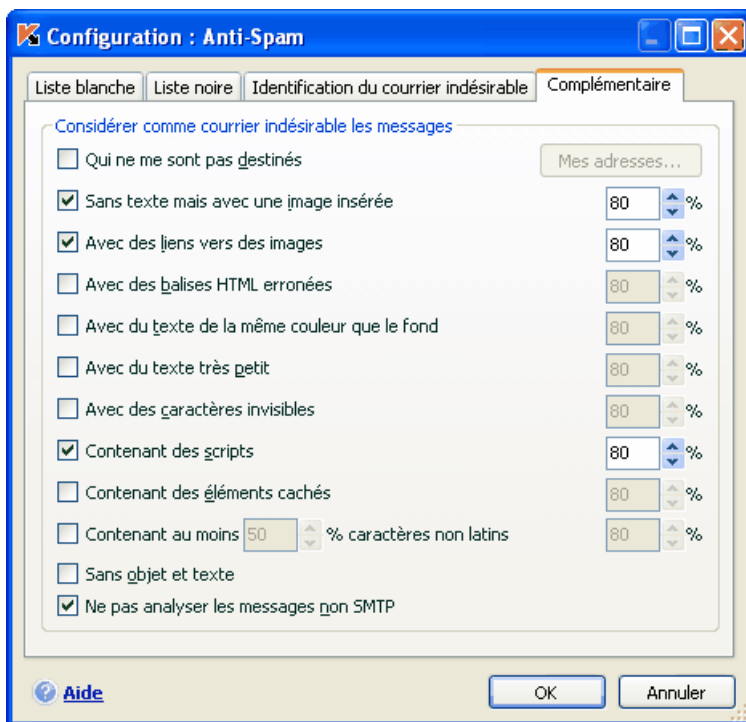 Configuration : Anti-Spam
Liste blanche Liste noire Identification du courrier indésirable Complémentaire
Considérer comme courrier indésirable les messages
Qui ne me sont pas destinés Mes adresses...
Sans texte mais avec une image insérée 80 %
Avec des liens vers des images 80 %
Avec des balises HTML erronées 80 %
Avec du texte de la même couleur que le fond 80 %
Avec du texte très petit 80 %
Avec des caractères invisibles 80 %
Contenant des scripts 80 %
Contenant des éléments cachés 80 %
Contenant au moins 50 % caractères non latins 80 %
Sans objet et texte
Ne pas analyser les messages non SMTP
Aide OK Annuler